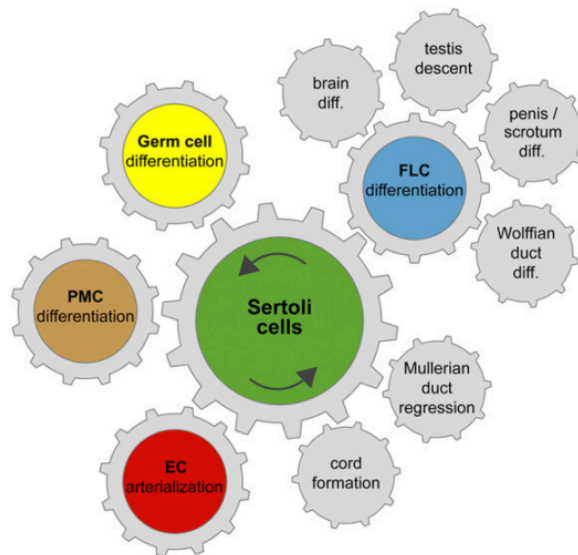 testis
descent
brain
diff.
penis /
scrotum
diff.
Germ cell
differentiation
FLC
differentiation
Wolffian
duct
diff.
PMC
differentiation
Sertoli
cells
Mullerian
duct
regression
EC
arterialization
cord
formation